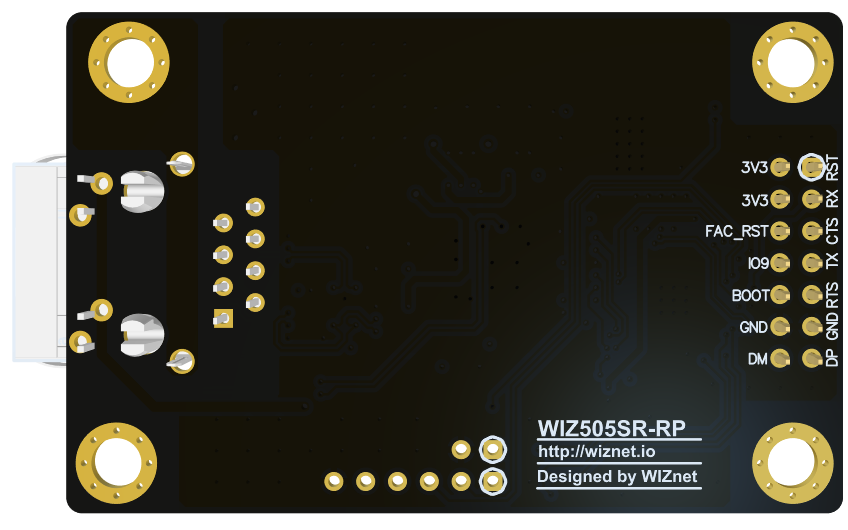 3V3 RST
3V3 RX
FAC_RST CTS
IO9 TX
BOOT RTS
GND GND
DM DP
WIZ505SR-RP
http://wiznet.io
Designed by WIZnet